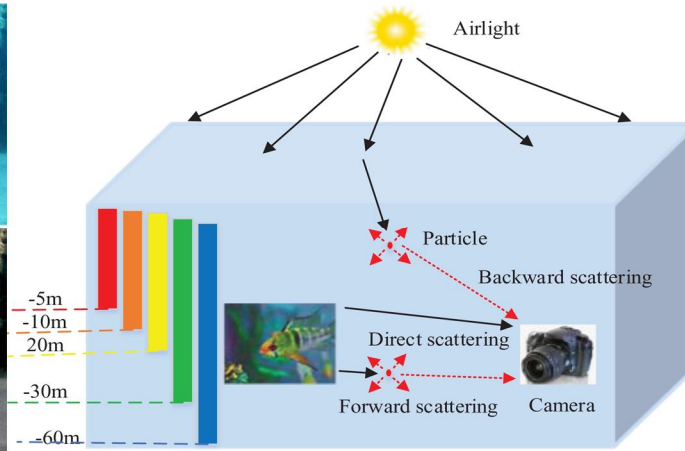 Airlight
Particle
Backward scattering
-5m
-10m
20m
-30m
-60m
Direct scattering
Forward scattering
Camera